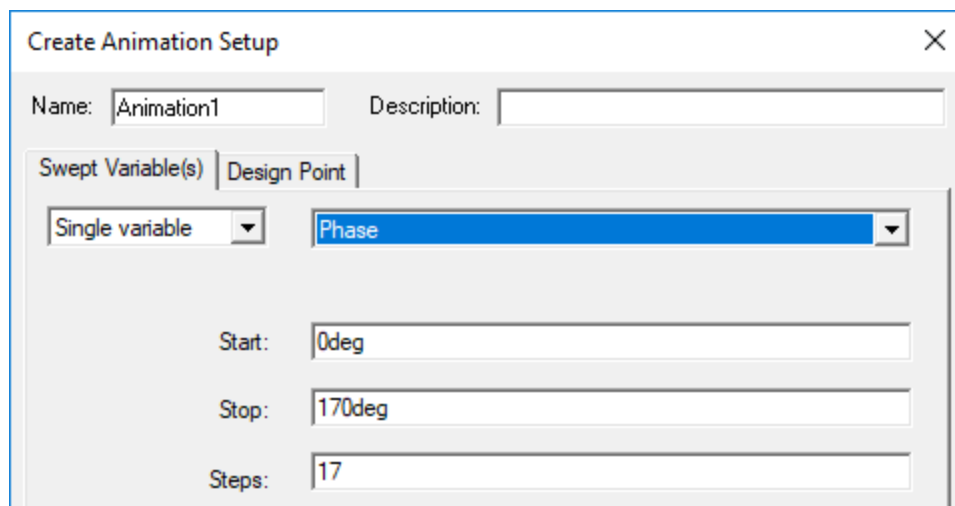 Create Animation Setup
Name: Animation1 Description:
Swept Variable(s) Design Point
Single variable Phase
Start: 0deg
Stop: 170deg
Steps: 17